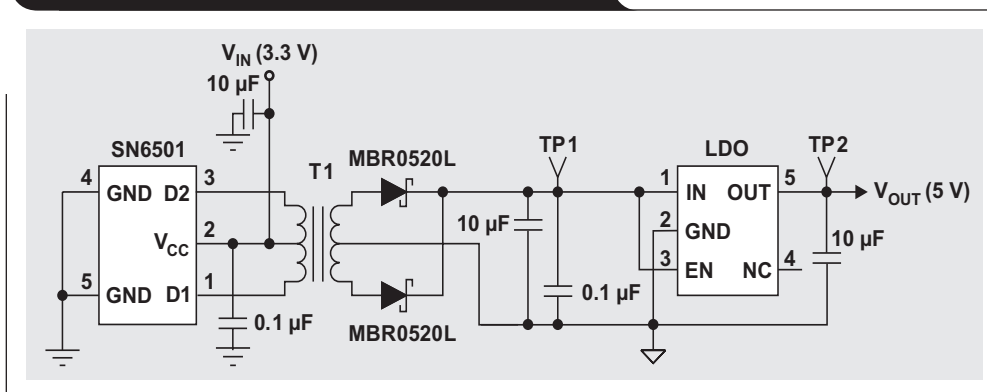 V_IN (3.3 V)
10 µF
SN6501
4 GND D2 3
V_CC 2
5 GND D1 1
0.1 µF
T1
MBR0520L
MBR0520L
TP1
10 µF
0.1 µF
LDO
1 IN OUT 5
2 GND
3 EN NC 4
TP2
V_OUT (5 V)
10 µF